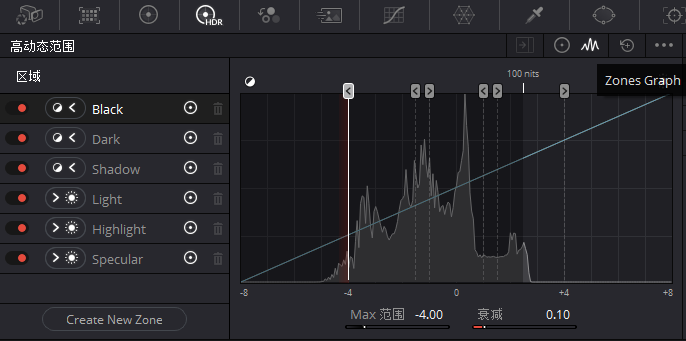 HDR
高动态范围
区域
100 nits
Zones Graph
Black
Dark
Shadow
Light
Highlight
Specular
-8 -4 0 +4 +8
Create New Zone
Max 范围 -4.00 衰减 0.10